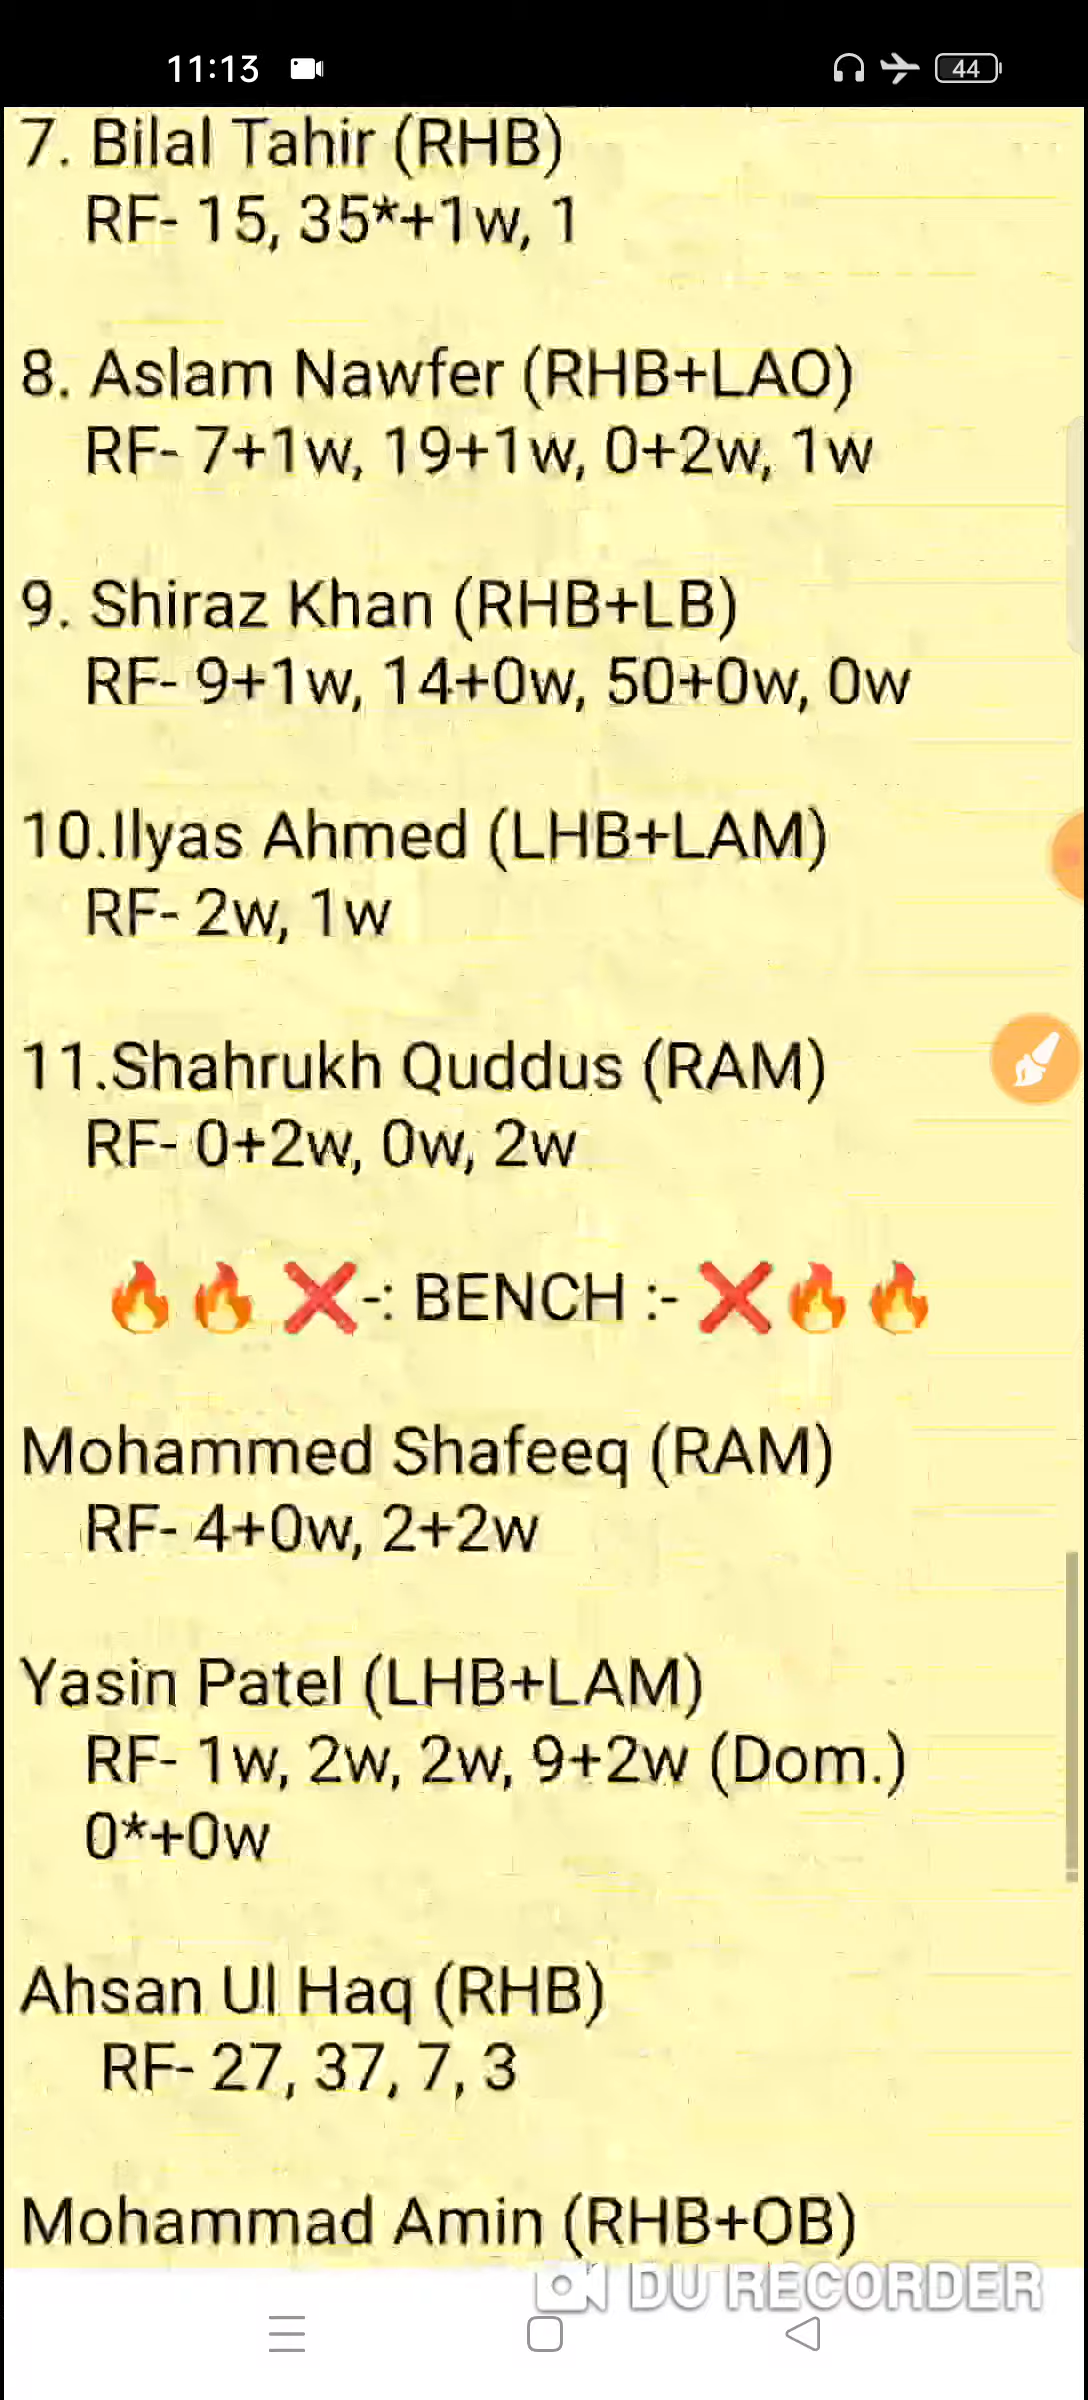 11:13
44
7. Bilal Tahir (RHB)
RF- 15, 35*+1w, 1
8. Aslam Nawfer (RHB+LAO)
RF- 7+1w, 19+1w, 0+2w, 1w
9. Shiraz Khan (RHB+LB)
RF- 9+1w, 14+0w, 50+0w, 0w
10.Ilyas Ahmed (LHB+LAM)
RF- 2w, 1w
11.Shahrukh Quddus (RAM)
RF- 0+2w, 0w, 2w
🔥🔥❌-: BENCH :-❌🔥🔥
Mohammed Shafeeq (RAM)
RF- 4+0w, 2+2w
Yasin Patel (LHB+LAM)
RF- 1w, 2w, 2w, 9+2w (Dom.)
0*+0w
Ahsan Ul Haq (RHB)
RF- 27, 37, 7, 3
Mohammad Amin (RHB+OB)
DU RECORDER